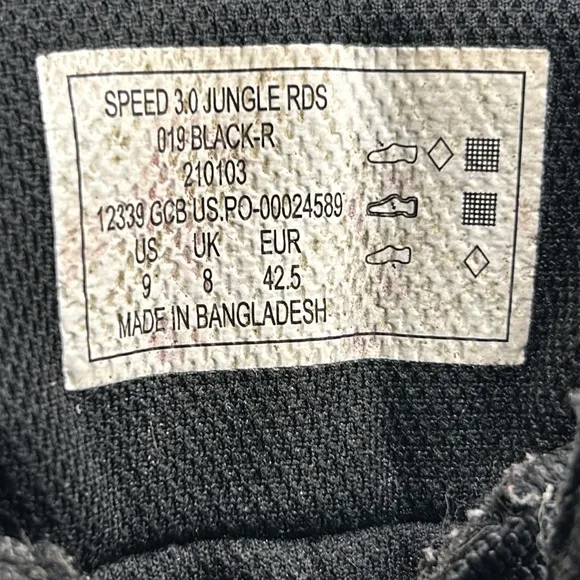 SPEED 3.0 JUNGLE RDS
019 BLACK-R
210103
12339 GCB US.PO-00024589
US UK EUR
9 8 42.5
MADE IN BANGLADESH